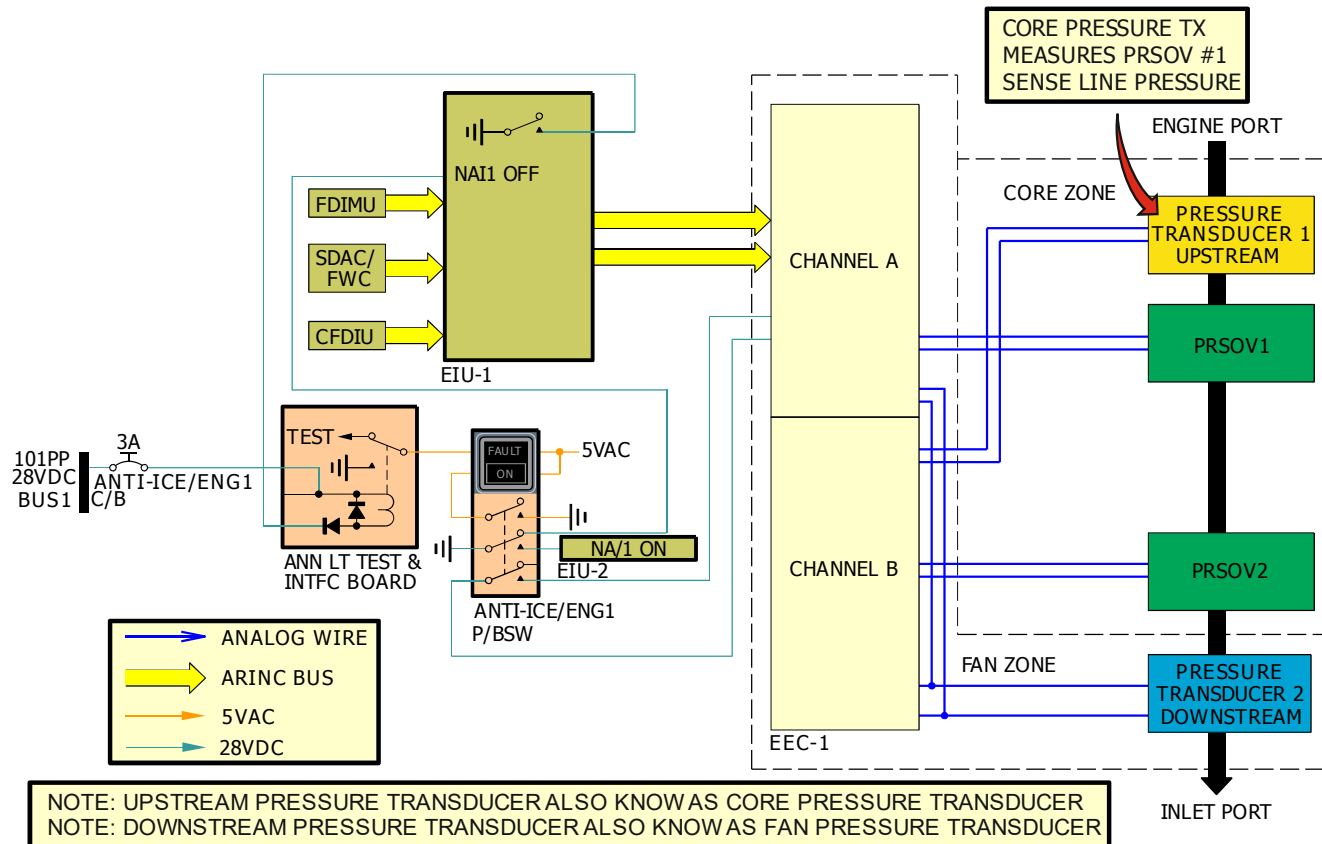 CORE PRESSURE TX
MEASURES PRSOV #1
SENSE LINE PRESSURE
ENGINE PORT
CORE ZONE
PRESSURE
TRANSDUCER 1
UPSTREAM
NAI1 OFF
FDIMU
SDAC/
FWC
CFDIU
EIU-1
CHANNEL A
PRSOV1
101PP
28VDC
BUS1
3A
ANTI-ICE/ENG1
C/B
TEST
ANN LT TEST &
INTFC BOARD
FAULT
ON
5VAC
NA/1 ON
EIU-2
ANTI-ICE/ENG1
P/BSW
CHANNEL B
PRSOV2
FAN ZONE
PRESSURE
TRANSDUCER 2
DOWNSTREAM
EEC-1
INLET PORT
ANALOG WIRE
ARINC BUS
5VAC
28VDC
NOTE: UPSTREAM PRESSURE TRANSDUCER ALSO KNOW AS CORE PRESSURE TRANSDUCER
NOTE: DOWNSTREAM PRESSURE TRANSDUCER ALSO KNOW AS FAN PRESSURE TRANSDUCER